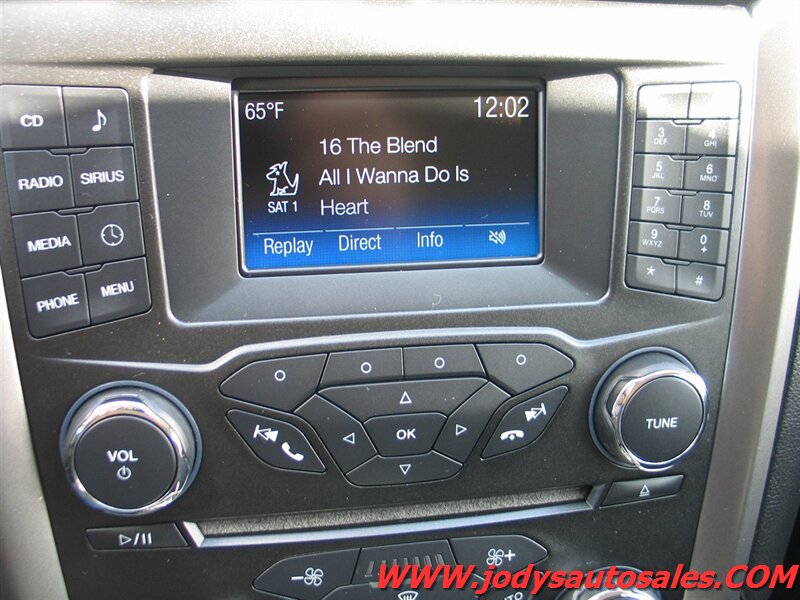 65°F 12:02
16 The Blend
All I Wanna Do Is
SAT 1 Heart
Replay Direct Info
CD
RADIO SIRIUS
MEDIA
PHONE MENU
3 DEF 4 GHI
5 JKL 6 MNO
7 PQRS 8 TUV
9 WXYZ 0 +
* #
OK
VOL
TUNE
WWW.jodysautosales.COM